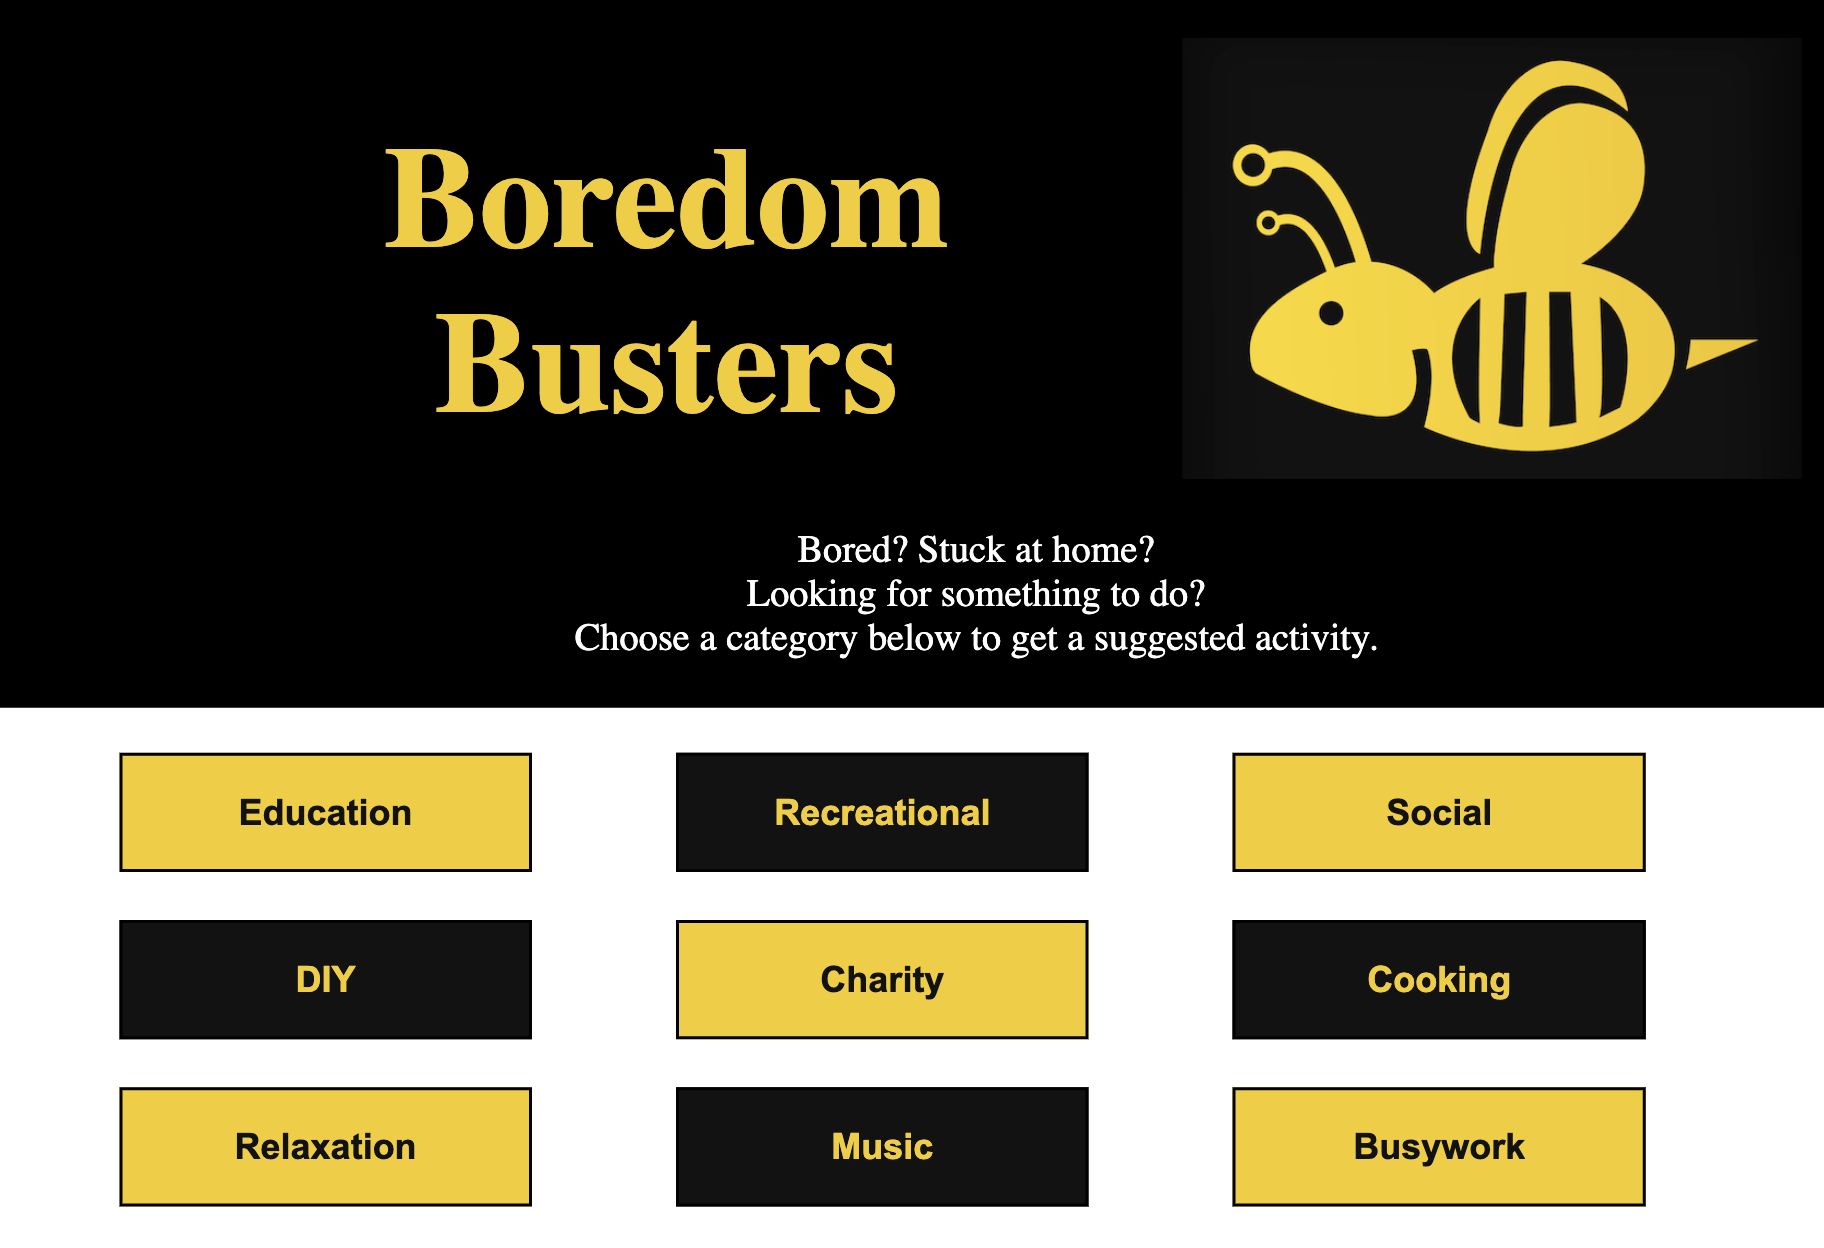 Boredom
Busters
Bored? Stuck at home?
Looking for something to do?
Choose a category below to get a suggested activity.
Education
Recreational
Social
DIY
Charity
Cooking
Relaxation
Music
Busywork